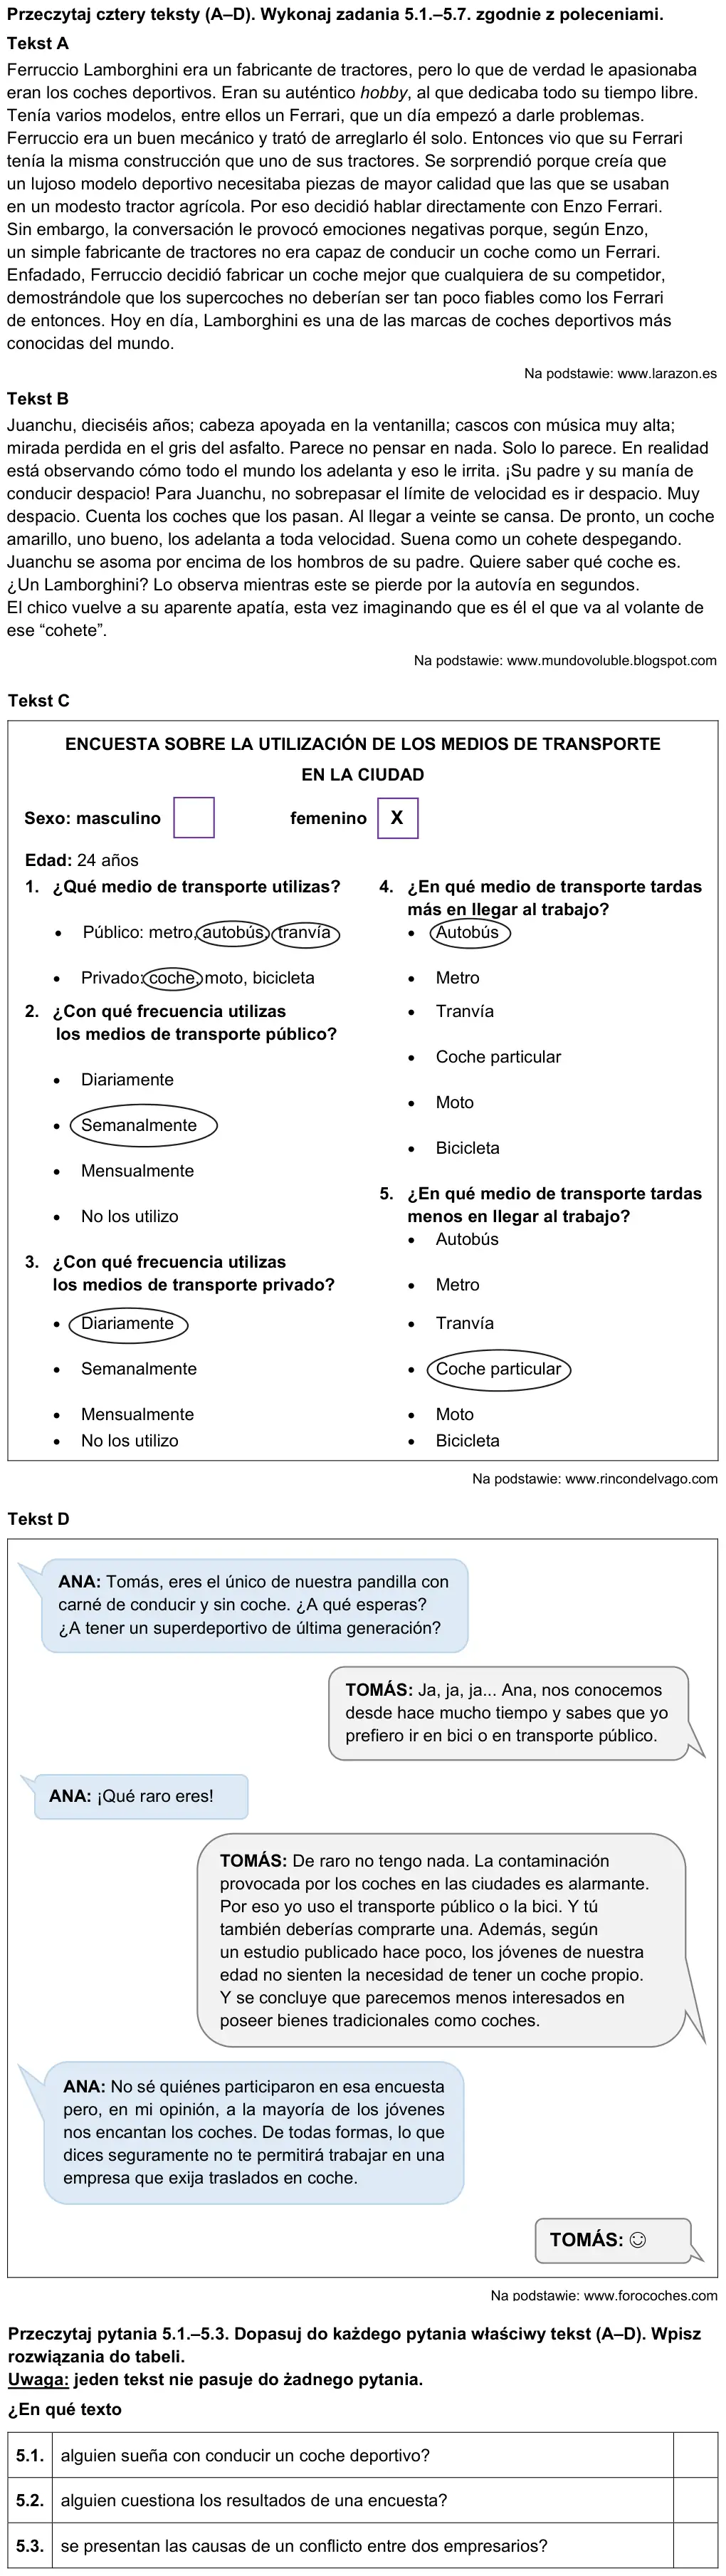 Przeczytaj cztery teksty (A–D). Wykonaj zadania 5.1.–5.7. zgodnie z poleceniami.
Tekst A
Ferruccio Lamborghini era un fabricante de tractores, pero lo que de verdad le apasionaba
eran los coches deportivos. Eran su auténtico hobby, al que dedicaba todo su tiempo libre.
Tenía varios modelos, entre ellos un Ferrari, que un día empezó a darle problemas.
Ferruccio era un buen mecánico y trató de arreglarlo él solo. Entonces vio que su Ferrari
tenía la misma construcción que uno de sus tractores. Se sorprendió porque creía que
un lujoso modelo deportivo necesitaba piezas de mayor calidad que las que se usaban
en un modesto tractor agrícola. Por eso decidió hablar directamente con Enzo Ferrari.
Sin embargo, la conversación le provocó emociones negativas porque, según Enzo,
un simple fabricante de tractores no era capaz de conducir un coche como un Ferrari.
Enfadado, Ferruccio decidió fabricar un coche mejor que cualquiera de su competidor,
demostrándole que los supercoches no deberían ser tan poco fiables como los Ferrari
de entonces. Hoy en día, Lamborghini es una de las marcas de coches deportivos más
conocidas del mundo.
Na podstawie: www.larazon.es
Tekst B
Juanchu, dieciséis años; cabeza apoyada en la ventanilla; cascos con música muy alta;
mirada perdida en el gris del asfalto. Parece no pensar en nada. Solo lo parece. En realidad
está observando cómo todo el mundo los adelanta y eso le irrita. ¡Su padre y su manía de
conducir despacio! Para Juanchu, no sobrepasar el límite de velocidad es ir despacio. Muy
despacio. Cuenta los coches que los pasan. Al llegar a veinte se cansa. De pronto, un coche
amarillo, uno bueno, los adelanta a toda velocidad. Suena como un cohete despegando.
Juanchu se asoma por encima de los hombros de su padre. Quiere saber qué coche es.
¿Un Lamborghini? Lo observa mientras este se pierde por la autovía en segundos.
El chico vuelve a su aparente apatía, esta vez imaginando que es él el que va al volante de
ese “cohete”.
Na podstawie: www.mundovoluble.blogspot.com
Tekst C
ENCUESTA SOBRE LA UTILIZACIÓN DE LOS MEDIOS DE TRANSPORTE
EN LA CIUDAD
Sexo: masculino femenino X
Edad: 24 años
1. ¿Qué medio de transporte utilizas?
• Público: metro, autobús, tranvía
• Privado: coche, moto, bicicleta
2. ¿Con qué frecuencia utilizas
los medios de transporte público?
• Diariamente
• Semanalmente
• Mensualmente
• No los utilizo
3. ¿Con qué frecuencia utilizas
los medios de transporte privado?
• Diariamente
• Semanalmente
• Mensualmente
• No los utilizo
4. ¿En qué medio de transporte tardas
más en llegar al trabajo?
• Autobús
• Metro
• Tranvía
• Coche particular
• Moto
• Bicicleta
5. ¿En qué medio de transporte tardas
menos en llegar al trabajo?
• Autobús
• Metro
• Tranvía
• Coche particular
• Moto
• Bicicleta
Na podstawie: www.rincondelvago.com
Tekst D
ANA: Tomás, eres el único de nuestra pandilla con
carné de conducir y sin coche. ¿A qué esperas?
¿A tener un superdeportivo de última generación?
TOMÁS: Ja, ja, ja... Ana, nos conocemos
desde hace mucho tiempo y sabes que yo
prefiero ir en bici o en transporte público.
ANA: ¡Qué raro eres!
TOMÁS: De raro no tengo nada. La contaminación
provocada por los coches en las ciudades es alarmante.
Por eso yo uso el transporte público o la bici. Y tú
también deberías comprarte una. Además, según
un estudio publicado hace poco, los jóvenes de nuestra
edad no sienten la necesidad de tener un coche propio.
Y se concluye que parecemos menos interesados en
poseer bienes tradicionales como coches.
ANA: No sé quiénes participaron en esa encuesta
pero, en mi opinión, a la mayoría de los jóvenes
nos encantan los coches. De todas formas, lo que
dices seguramente no te permitirá trabajar en una
empresa que exija traslados en coche.
TOMÁS: ☺
Na podstawie: www.forocoches.com
Przeczytaj pytania 5.1.–5.3. Dopasuj do każdego pytania właściwy tekst (A–D). Wpisz
rozwiązania do tabeli.
Uwaga: jeden tekst nie pasuje do żadnego pytania.
¿En qué texto
5.1. alguien sueña con conducir un coche deportivo?
5.2. alguien cuestiona los resultados de una encuesta?
5.3. se presentan las causas de un conflicto entre dos empresarios?